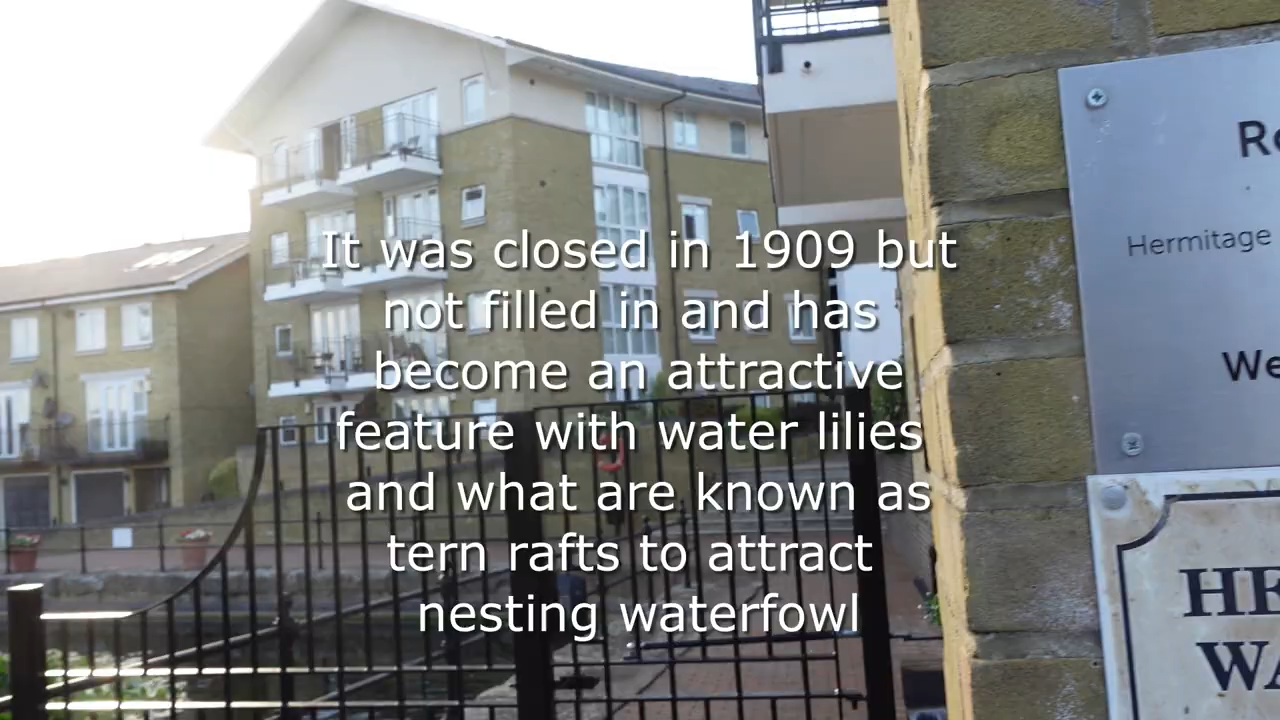 It was closed in 1909 but
not filled in and has
become an attractive
feature with water lilies
and what are known as
tern rafts to attract
nesting waterfowl
Hermitage